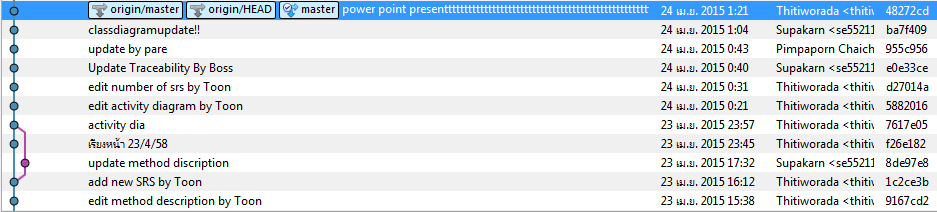 origin/master origin/HEAD master power point presentttttttttttttttttttttttttttttttttttttttttttttttttt 24 เม.ย. 2015 1:21 Thitiworada <thitiv 48272cd
classdiagramupdate!! 24 เม.ย. 2015 1:04 Supakarn <se55211 ba7f409
update by pare 24 เม.ย. 2015 0:43 Pimpaporn Chaich 955c956
Update Traceability By Boss 24 เม.ย. 2015 0:40 Supakarn <se55211 e0e33ce
edit number of srs by Toon 24 เม.ย. 2015 0:31 Thitiworada <thitiv d27014a
edit activity diagram by Toon 24 เม.ย. 2015 0:21 Thitiworada <thitiv 5882016
activity dia 23 เม.ย. 2015 23:57 Thitiworada <thitiv 7617e05
เรียงหน้า 23/4/58 23 เม.ย. 2015 23:45 Thitiworada <thitiv f26e182
update method discription 23 เม.ย. 2015 17:32 Supakarn <se55211 8de97e8
add new SRS by Toon 23 เม.ย. 2015 16:12 Thitiworada <thitiv 1c2ce3b
edit method description by Toon 23 เม.ย. 2015 15:38 Thitiworada <thitiv 9167cd2